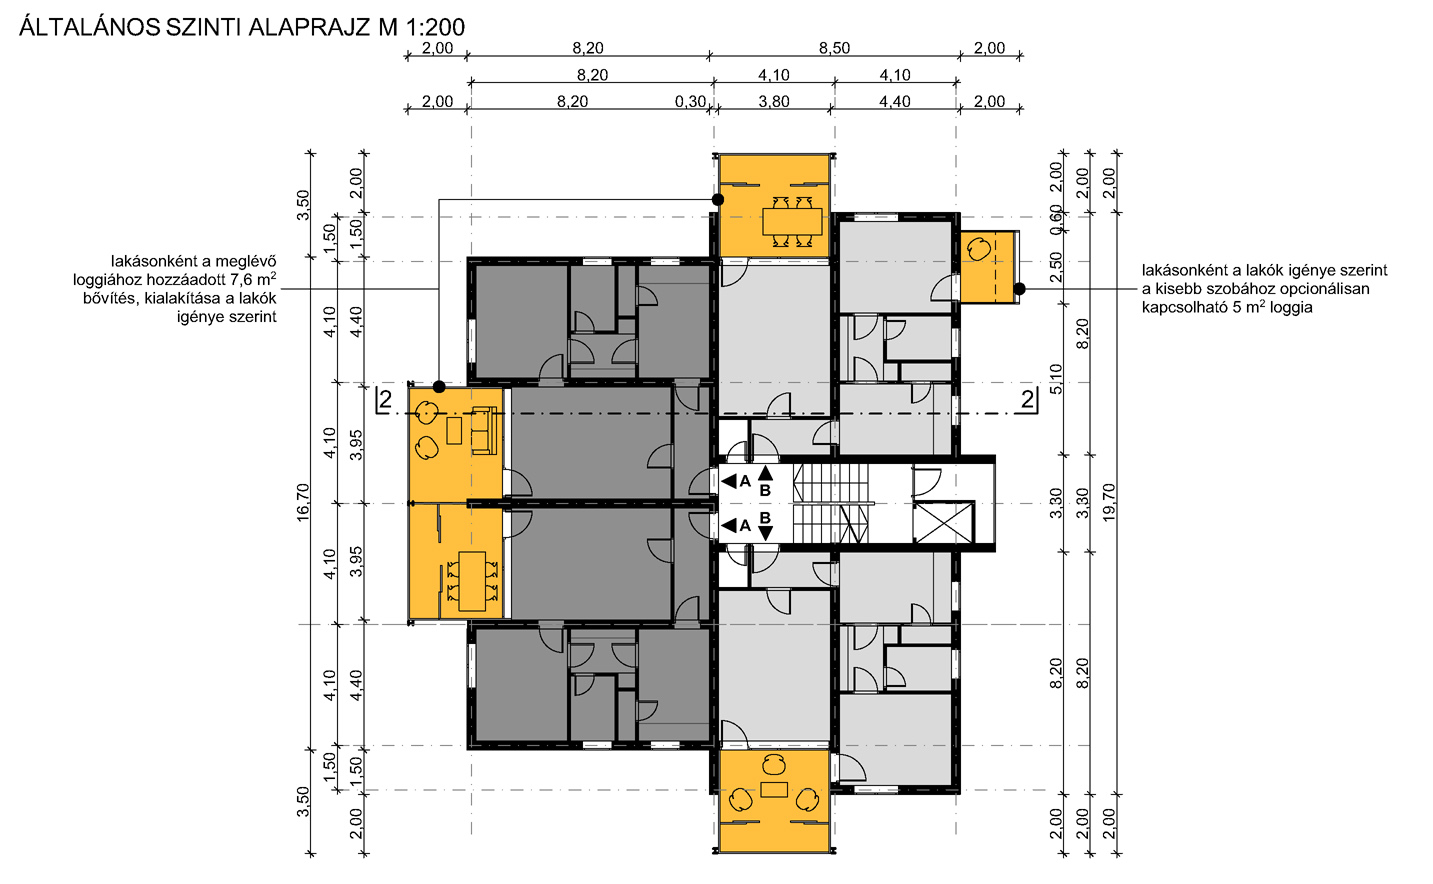 ÁLTALÁNOS SZINTI ALAPRAJZ M 1:200
2,00 8,20 8,50 2,00
8,20 4,10 4,10
2,00 8,20 0,30 3,80 4,40 2,00
3,50
1,50
4,10
4,10
16,70
4,10
4,10
1,50
3,50
2,00
1,50
4,40
3,95
3,95
4,40
1,50
2,00
lakásonként a meglévő
loggiához hozzáadott 7,6 m²
bővítés, kialakítása a lakók
igénye szerint
2 2
A
B
B
A
lakásonként a lakók igénye szerint
a kisebb szobához opcionálisan
kapcsolható 5 m² loggia
2,00
0,60
2,50
5,10
3,30
8,20
2,00
2,00
8,20
3,30
8,20
2,00
2,00
19,70
2,00